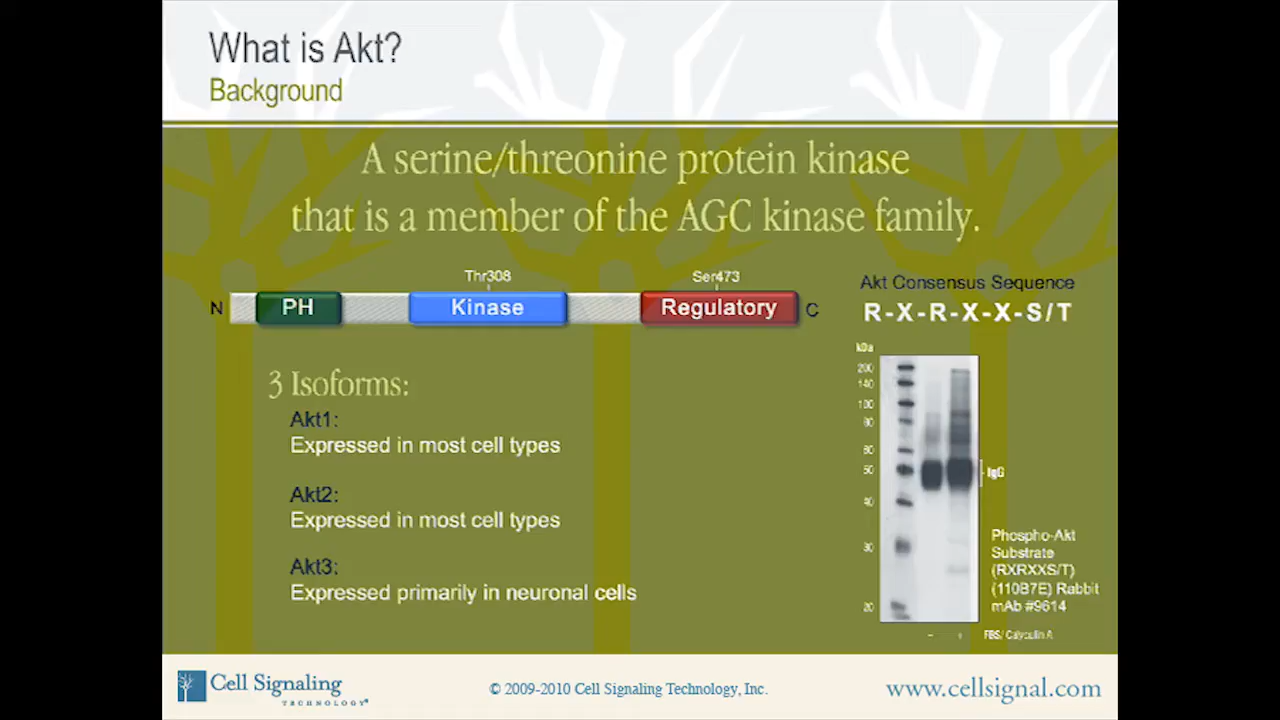 What is Akt?
Background
A serine/threonine protein kinase
that is a member of the AGC kinase family.
Thr308
Ser473
N
PH
Kinase
Regulatory
C
Akt Consensus Sequence
R-X-R-X-X-S/T
3 Isoforms:
Akt1:
Expressed in most cell types
Akt2:
Expressed in most cell types
Akt3:
Expressed primarily in neuronal cells
kDa
200
140
100
80
60
50
40
30
20
IgG
Phospho-Akt
Substrate
(RXRXXS/T)
(110B7E) Rabbit
mAb #9614
- + FBS/ Calyculin A
Cell Signaling
TECHNOLOGY®
© 2009-2010 Cell Signaling Technology, Inc.
www.cellsignal.com